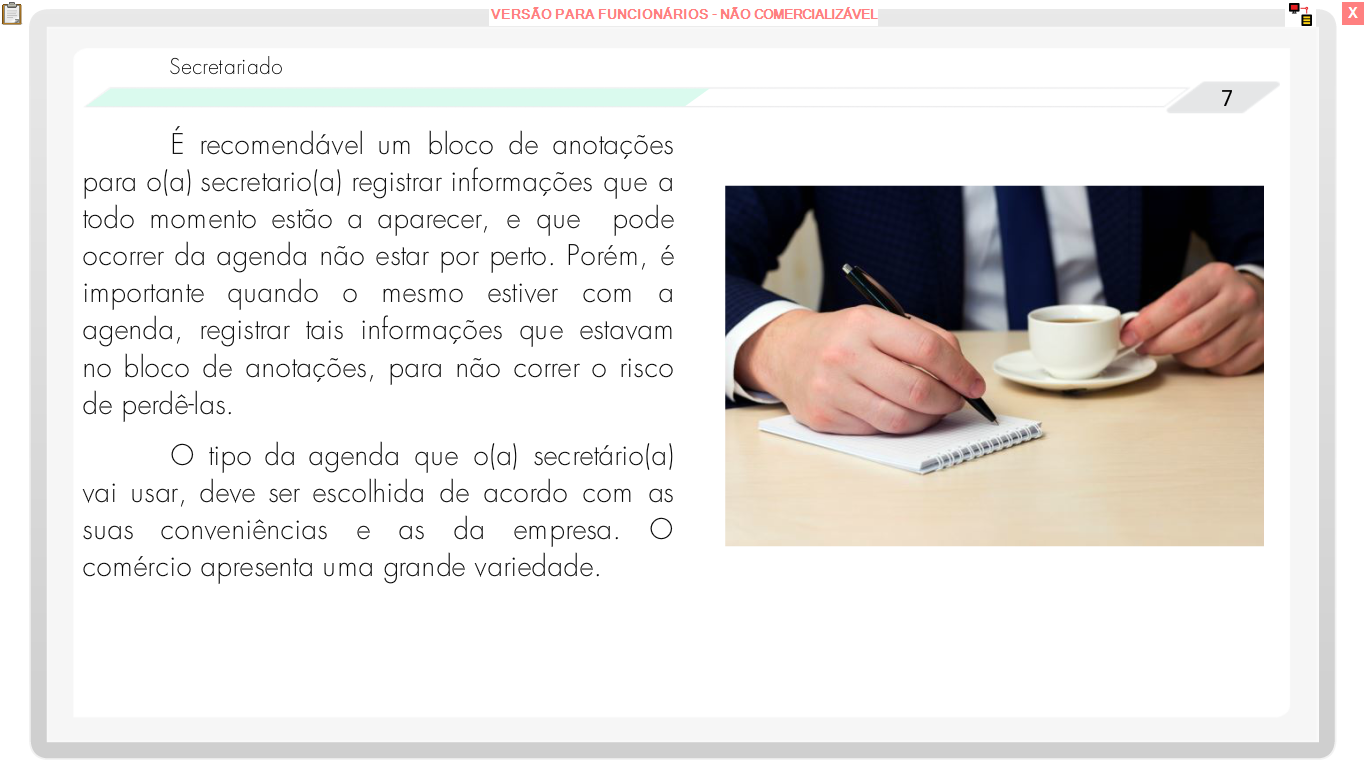 VERSÃO PARA FUNCIONÁRIOS - NÃO COMERCIALIZÁVEL
X
Secretariado
7
É recomendável um bloco de anotações
para o(a) secretario(a) registrar informações que a
todo momento estão a aparecer, e que pode
ocorrer da agenda não estar por perto. Porém, é
importante quando o mesmo estiver com a
agenda, registrar tais informações que estavam
no bloco de anotações, para não correr o risco
de perdê-las.
O tipo da agenda que o(a) secretário(a)
vai usar, deve ser escolhida de acordo com as
suas conveniências e as da empresa. O
comércio apresenta uma grande variedade.